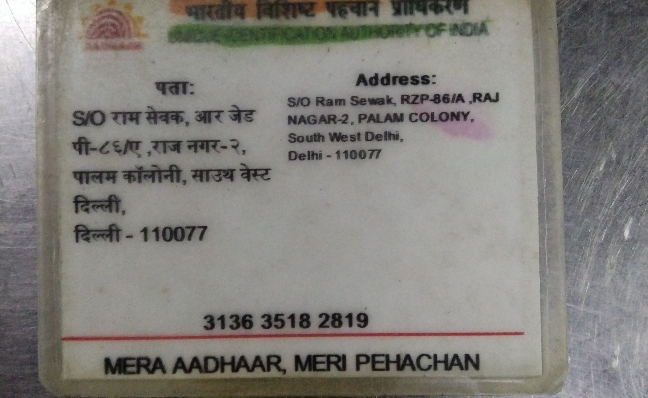 AADHAAR
भारतीय विशिष्ट पहचान प्राधिकरण
UNIQUE IDENTIFICATION AUTHORITY OF INDIA
पता:
S/O राम सेवक, आर जेड
पी-८६/ए ,राज नगर-२,
पालम कॉलोनी, साउथ वेस्ट
दिल्ली,
दिल्ली - 110077
Address:
S/O Ram Sewak, RZP-86/A ,RAJ
NAGAR-2, PALAM COLONY,
South West Delhi,
Delhi - 110077
3136 3518 2819
MERA AADHAAR, MERI PEHACHAN